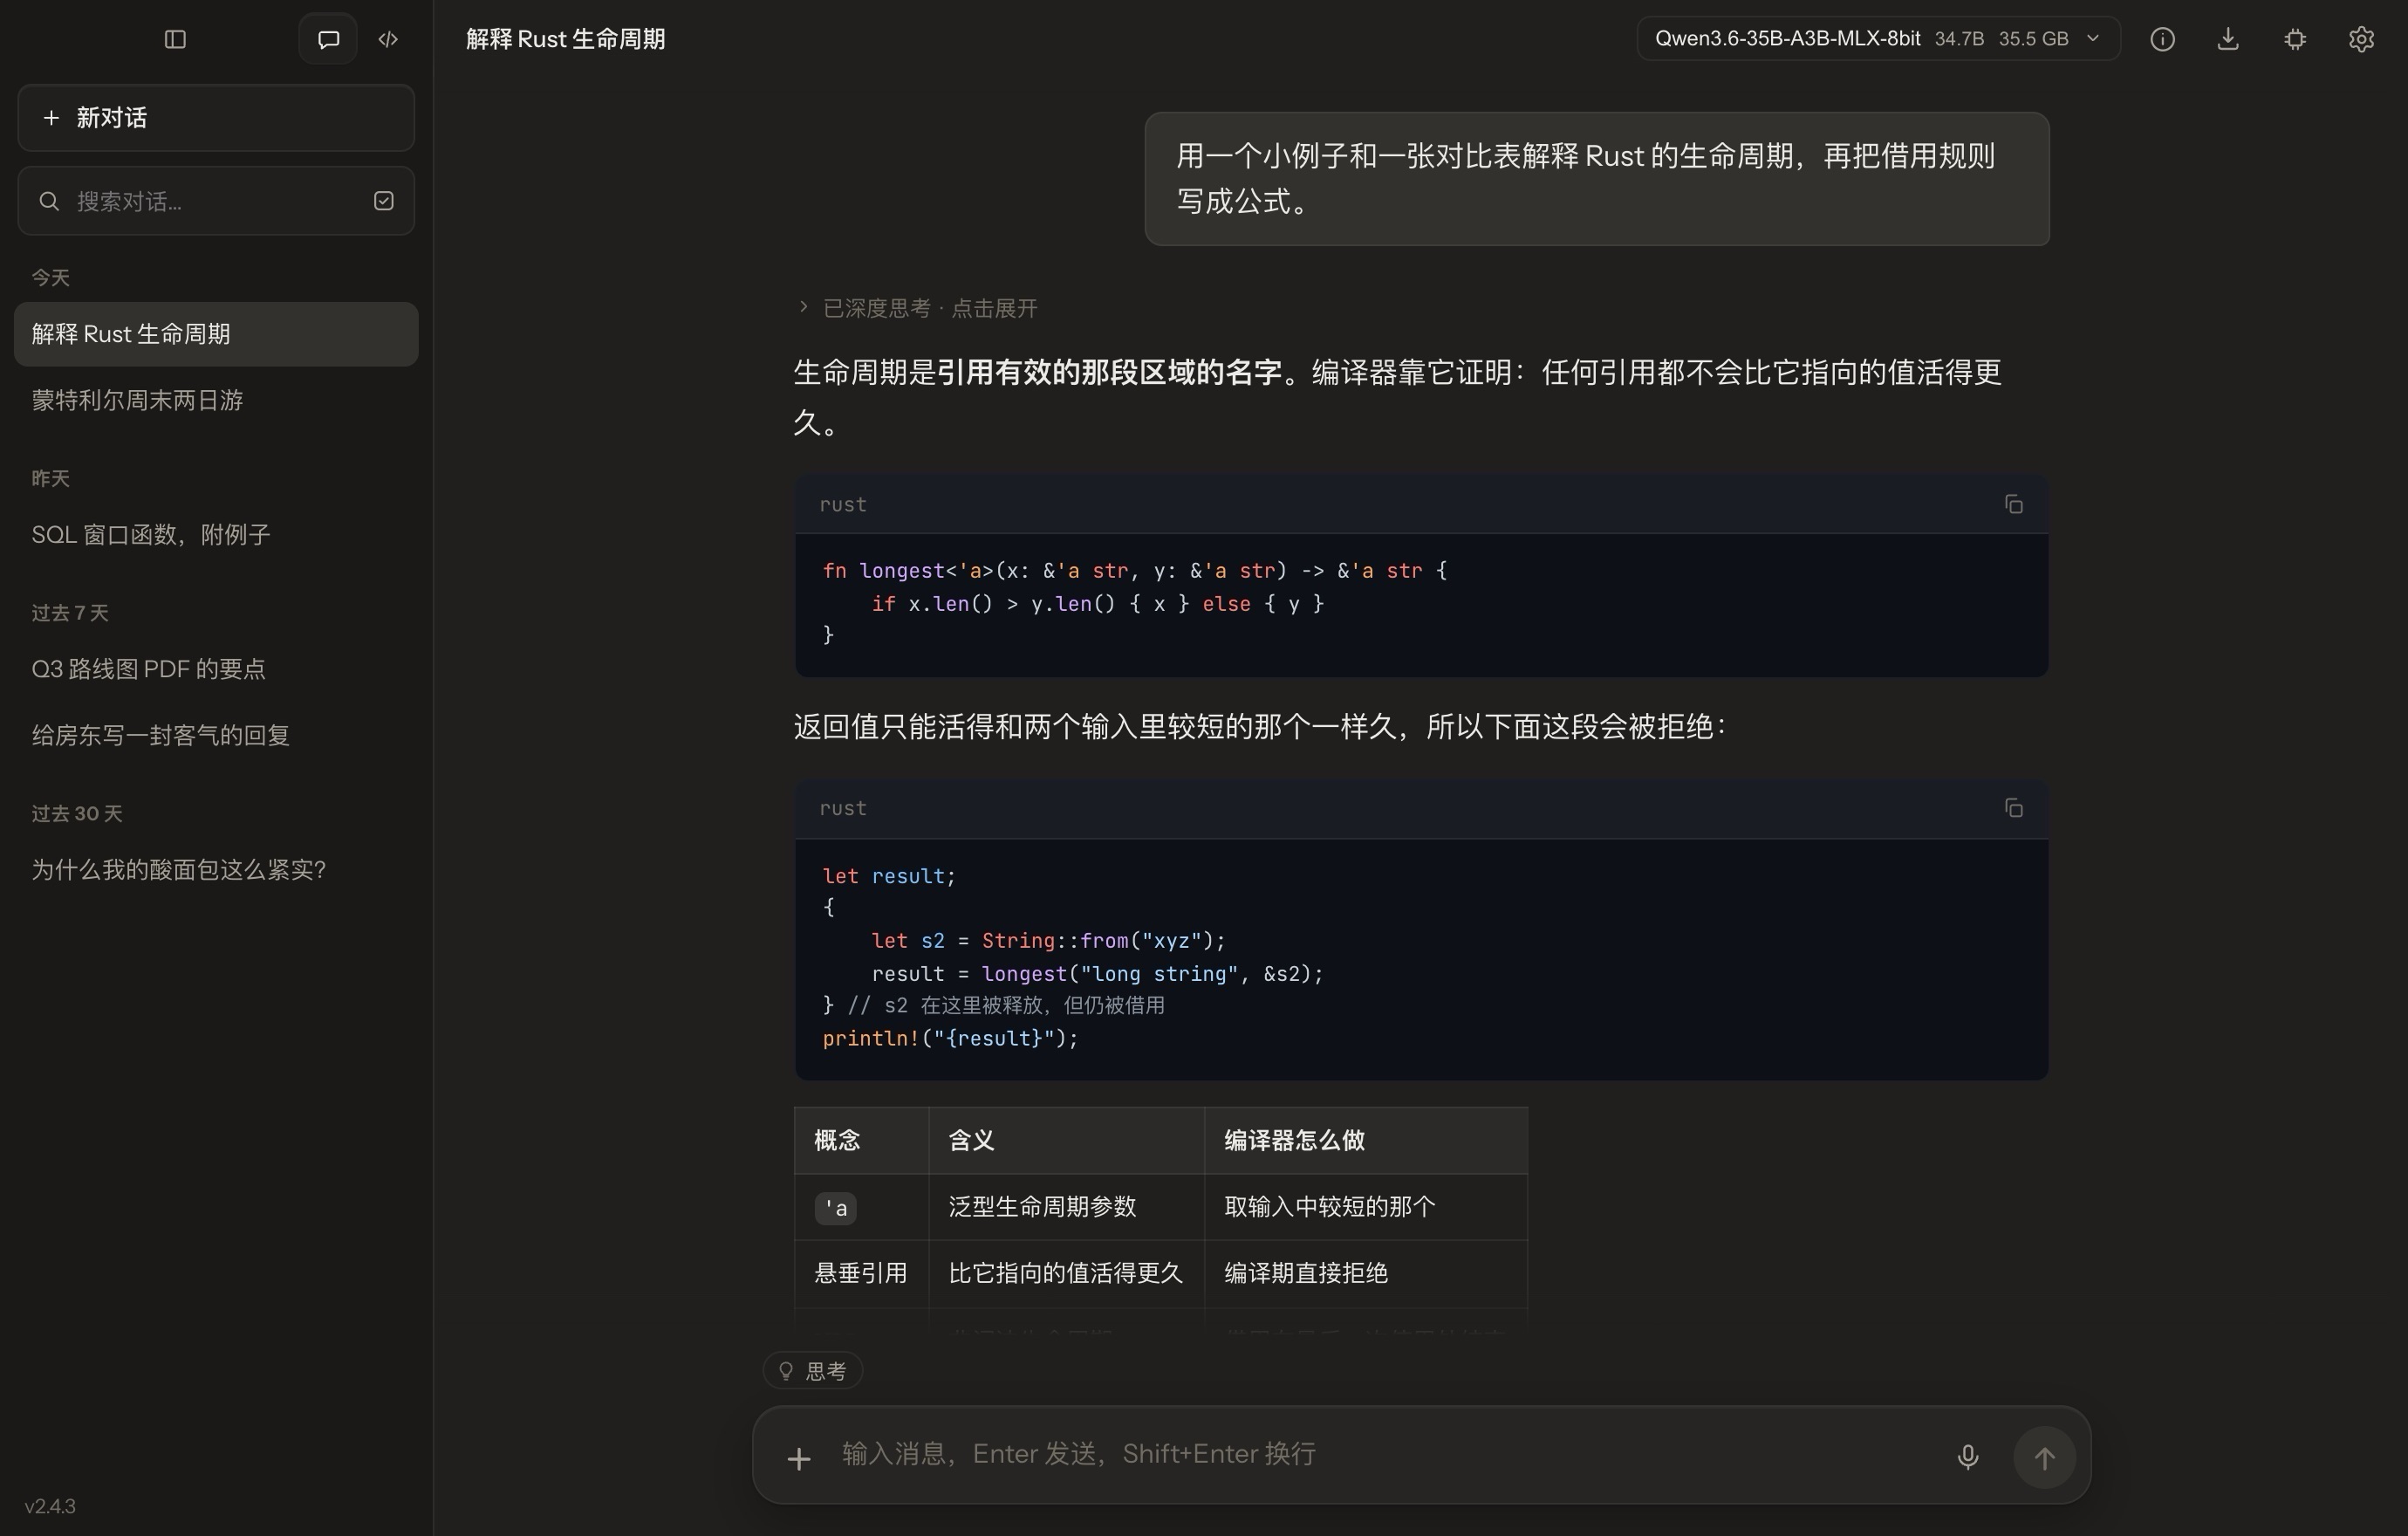 新对话
搜索对话...
今天
解释 Rust 生命周期
蒙特利尔周末两日游
昨天
SQL 窗口函数，附例子
过去 7 天
Q3 路线图 PDF 的要点
给房东写一封客气的回复
过去 30 天
为什么我的酸面包这么紧实？
v2.4.3
解释 Rust 生命周期
Qwen3.6-35B-A3B-MLX-8bit 34.7B 35.5 GB
用一个小例子和一张对比表解释 Rust 的生命周期，再把借用规则
写成公式。
已深度思考 · 点击展开
生命周期是引用有效的那段区域的名字。编译器靠它证明：任何引用都不会比它指向的值活得更
久。
rust
fn longest<'a>(x: &'a str, y: &'a str) -> &'a str {
    if x.len() > y.len() { x } else { y }
}
返回值只能活得和两个输入里较短的那个一样久，所以下面这段会被拒绝：
rust
let result;
{
    let s2 = String::from("xyz");
    result = longest("long string", &s2);
} // s2 在这里被释放，但仍被借用
println!("{result}");
概念 含义 编译器怎么做
'a 泛型生命周期参数 取输入中较短的那个
悬垂引用 比它指向的值活得更久 编译期直接拒绝
思考
输入消息，Enter 发送，Shift+Enter 换行